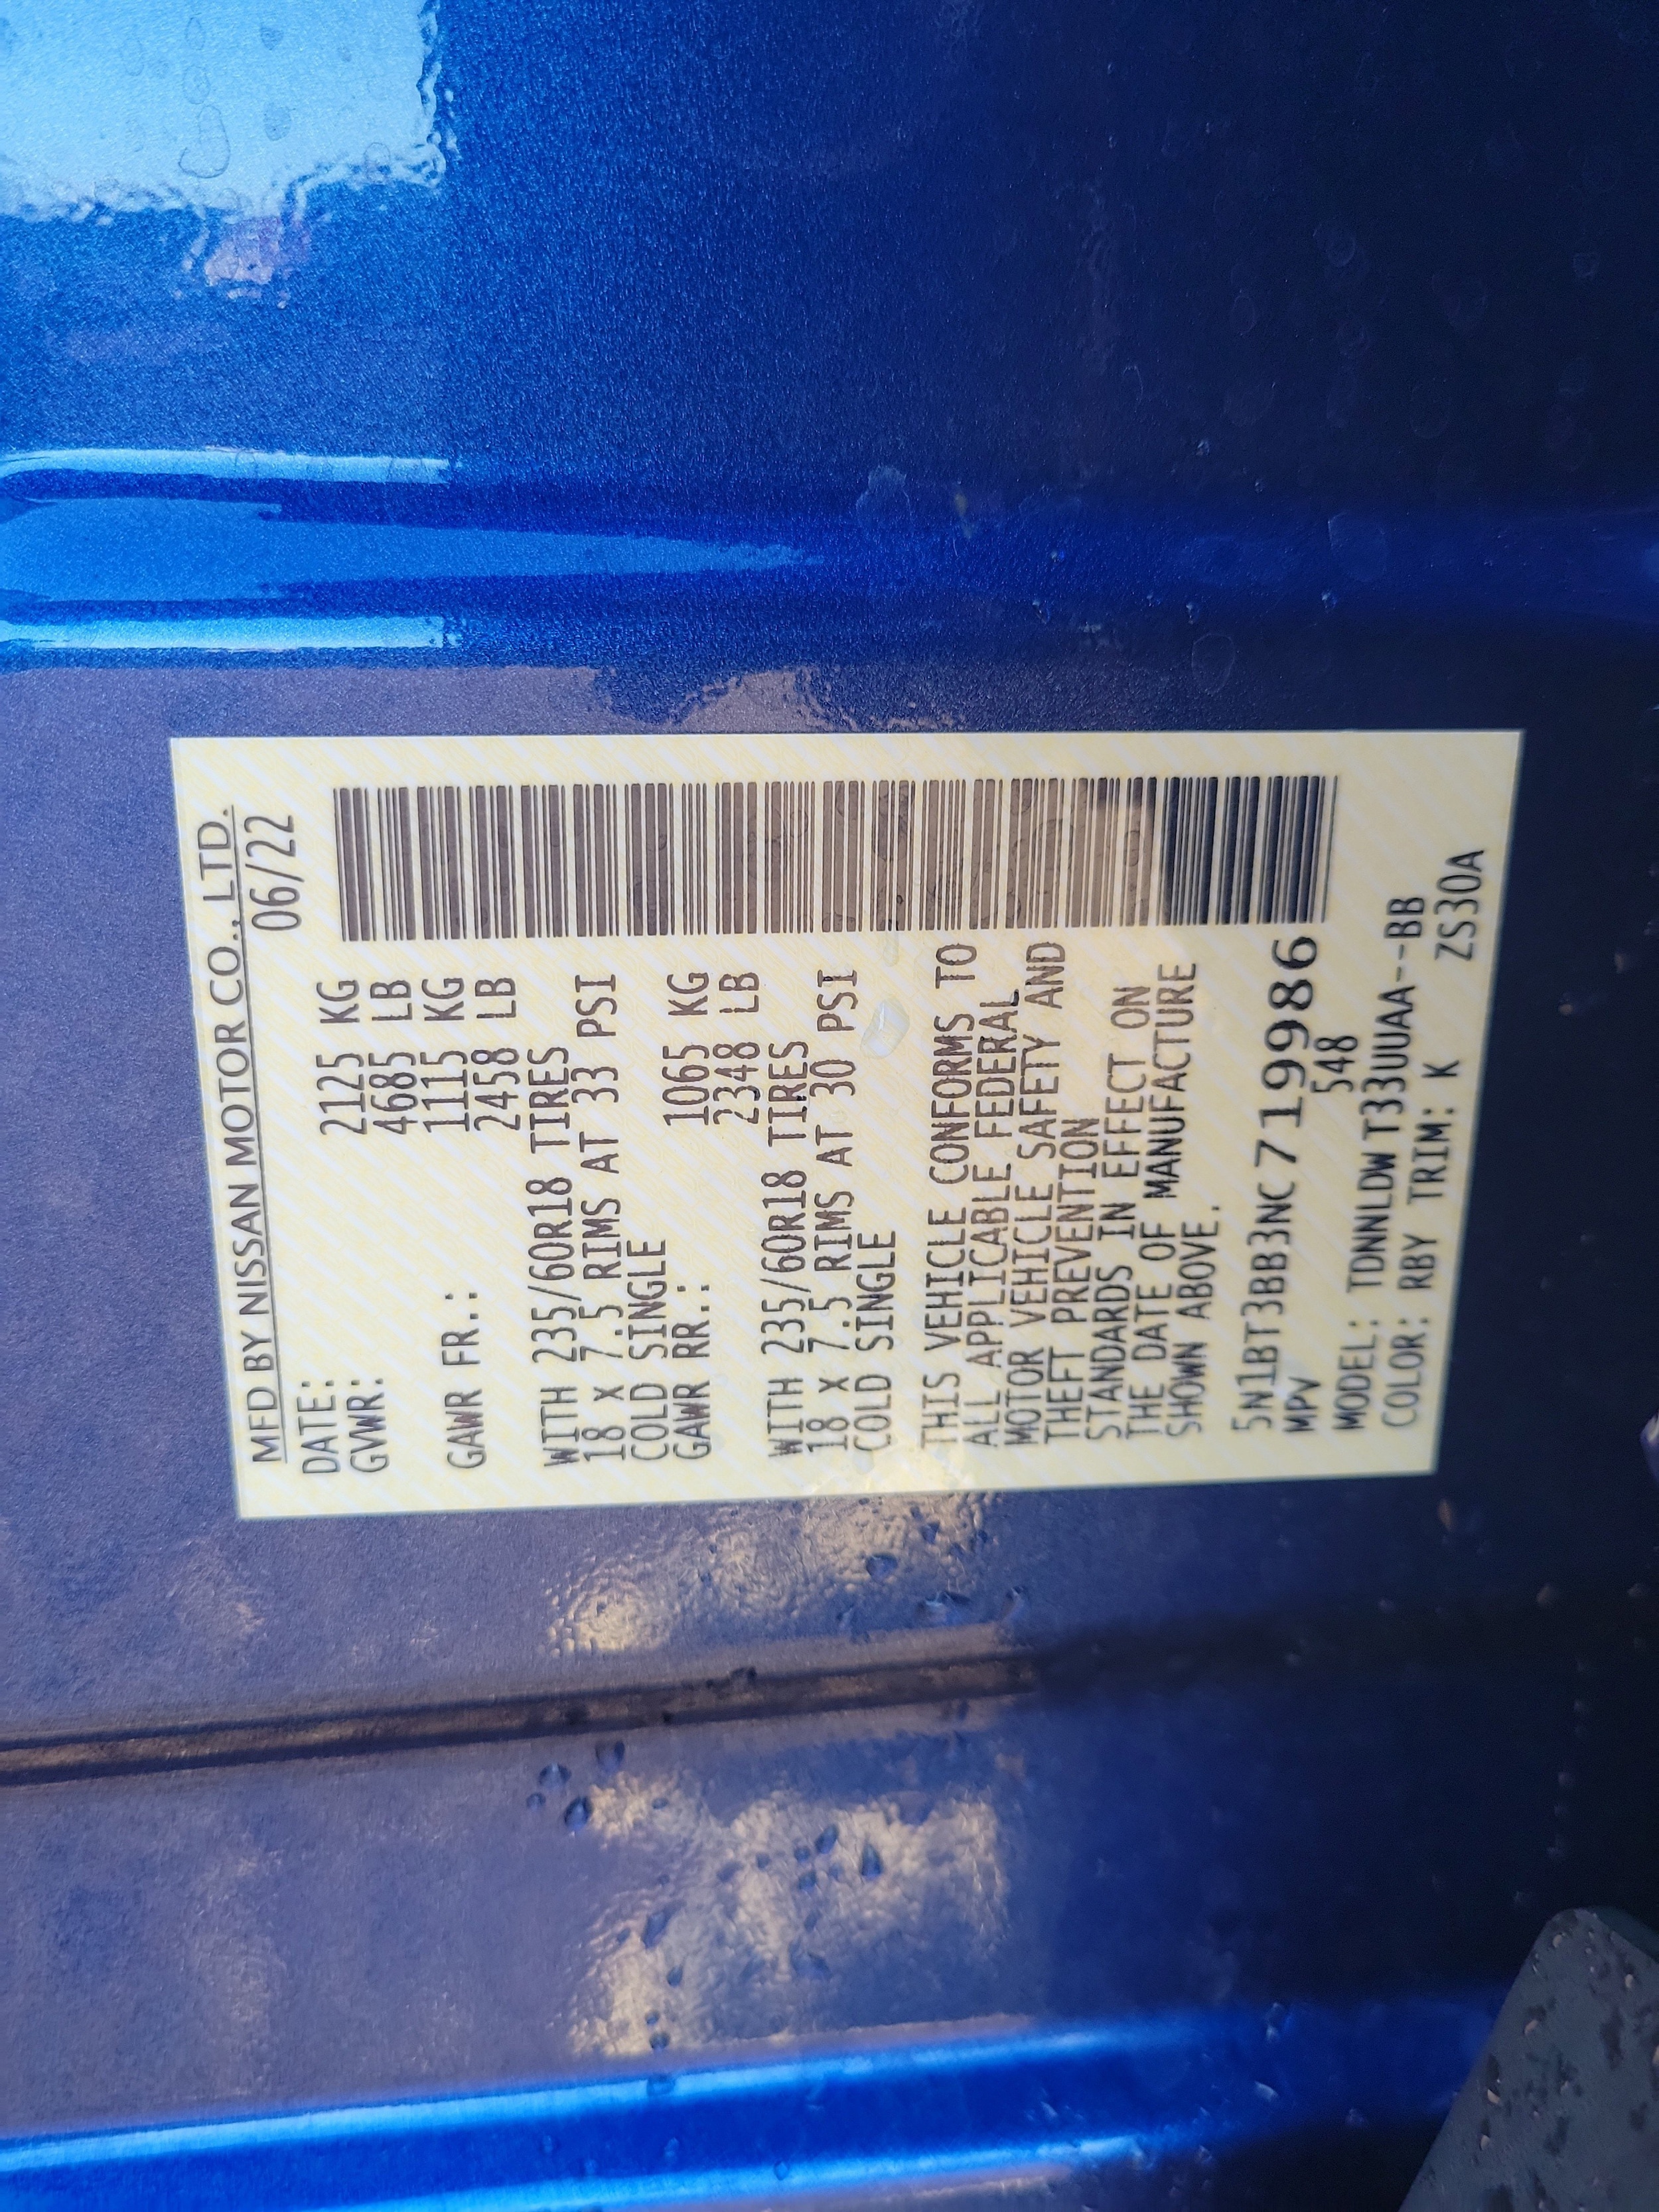 MFD BY NISSAN MOTOR CO., LTD.
DATE: 06/22
GVWR: 2125 KG
4685 LB
GAWR FR.: 1115 KG
2458 LB
WITH 235/60R18 TIRES
18 X 7.5 RIMS AT 33 PSI
COLD SINGLE
GAWR RR.: 1065 KG
2348 LB
WITH 235/60R18 TIRES
18 X 7.5 RIMS AT 30 PSI
COLD SINGLE
THIS VEHICLE CONFORMS TO
ALL APPLICABLE FEDERAL
MOTOR VEHICLE SAFETY AND
THEFT PREVENTION
STANDARDS IN EFFECT ON
THE DATE OF MANUFACTURE
SHOWN ABOVE.
5N1BT3BB3NC719986
MPV 548
MODEL: TDNNLDW T33UUAA--BB
COLOR: RBY TRIM: K ZS30A